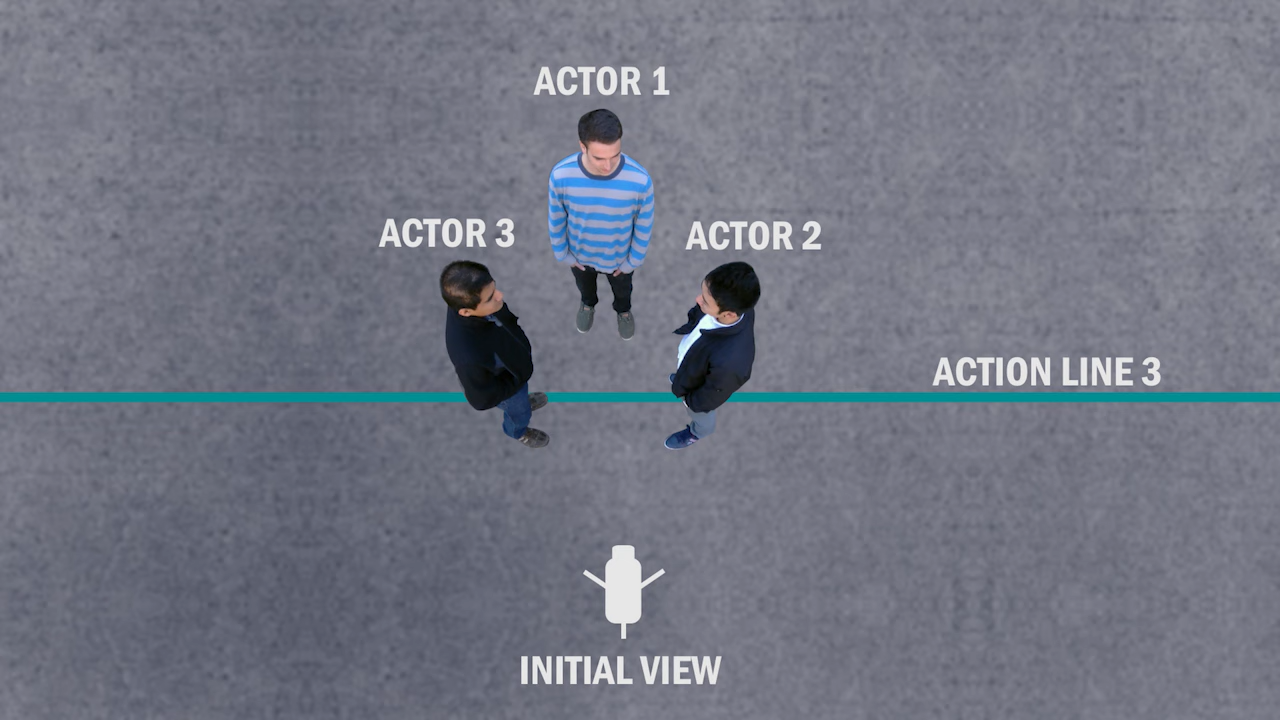 ACTOR 1
ACTOR 3
ACTOR 2
ACTION LINE 3
INITIAL VIEW